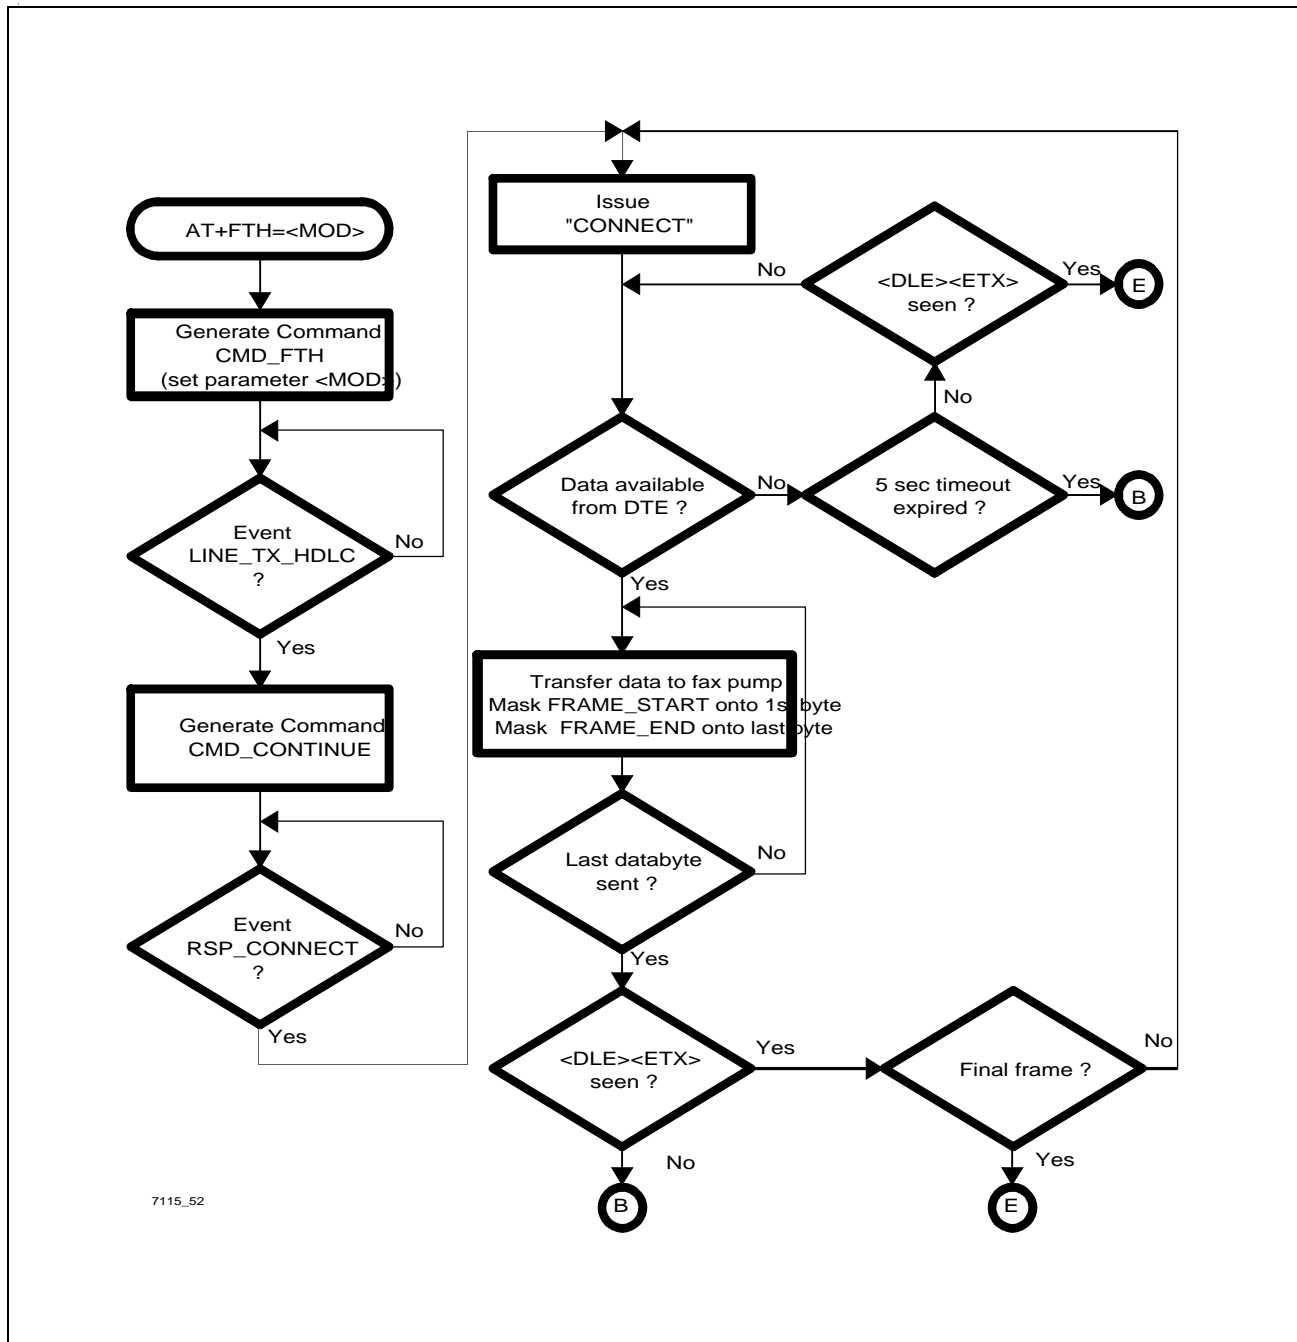 AT+FTH=<MOD>
Generate Command
CMD_FTH
(set parameter <MOD>)
Event
LINE_TX_HDLC
?
No
Yes
Generate Command
CMD_CONTINUE
Event
RSP_CONNECT
?
No
Yes
Issue
"CONNECT"
No
<DLE><ETX>
seen ?
Yes
E
No
Data available
from DTE ?
No
5 sec timeout
expired ?
Yes
B
Yes
Transfer data to fax pump
Mask FRAME_START onto 1st byte
Mask  FRAME_END onto last byte
Last databyte
sent ?
No
Yes
<DLE><ETX>
seen ?
Yes
Final frame ?
No
No
Yes
B
E
7115_52